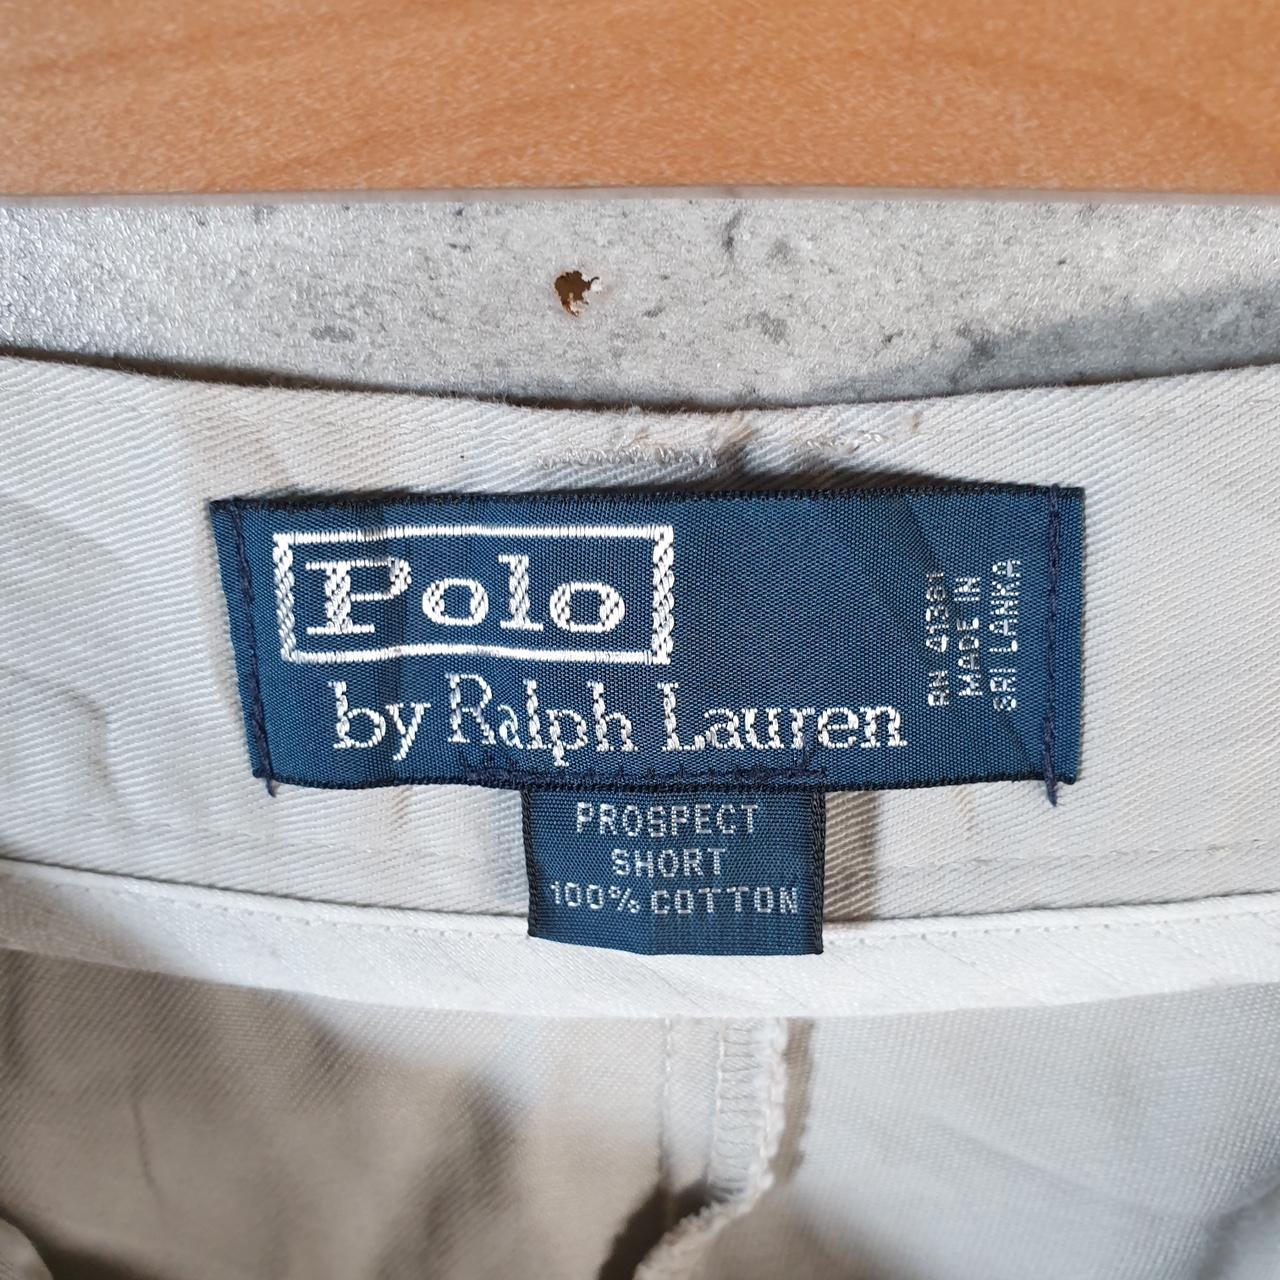 Polo
by Ralph Lauren
RN 41381
MADE IN
SRI LANKA
PROSPECT
SHORT
100% COTTON